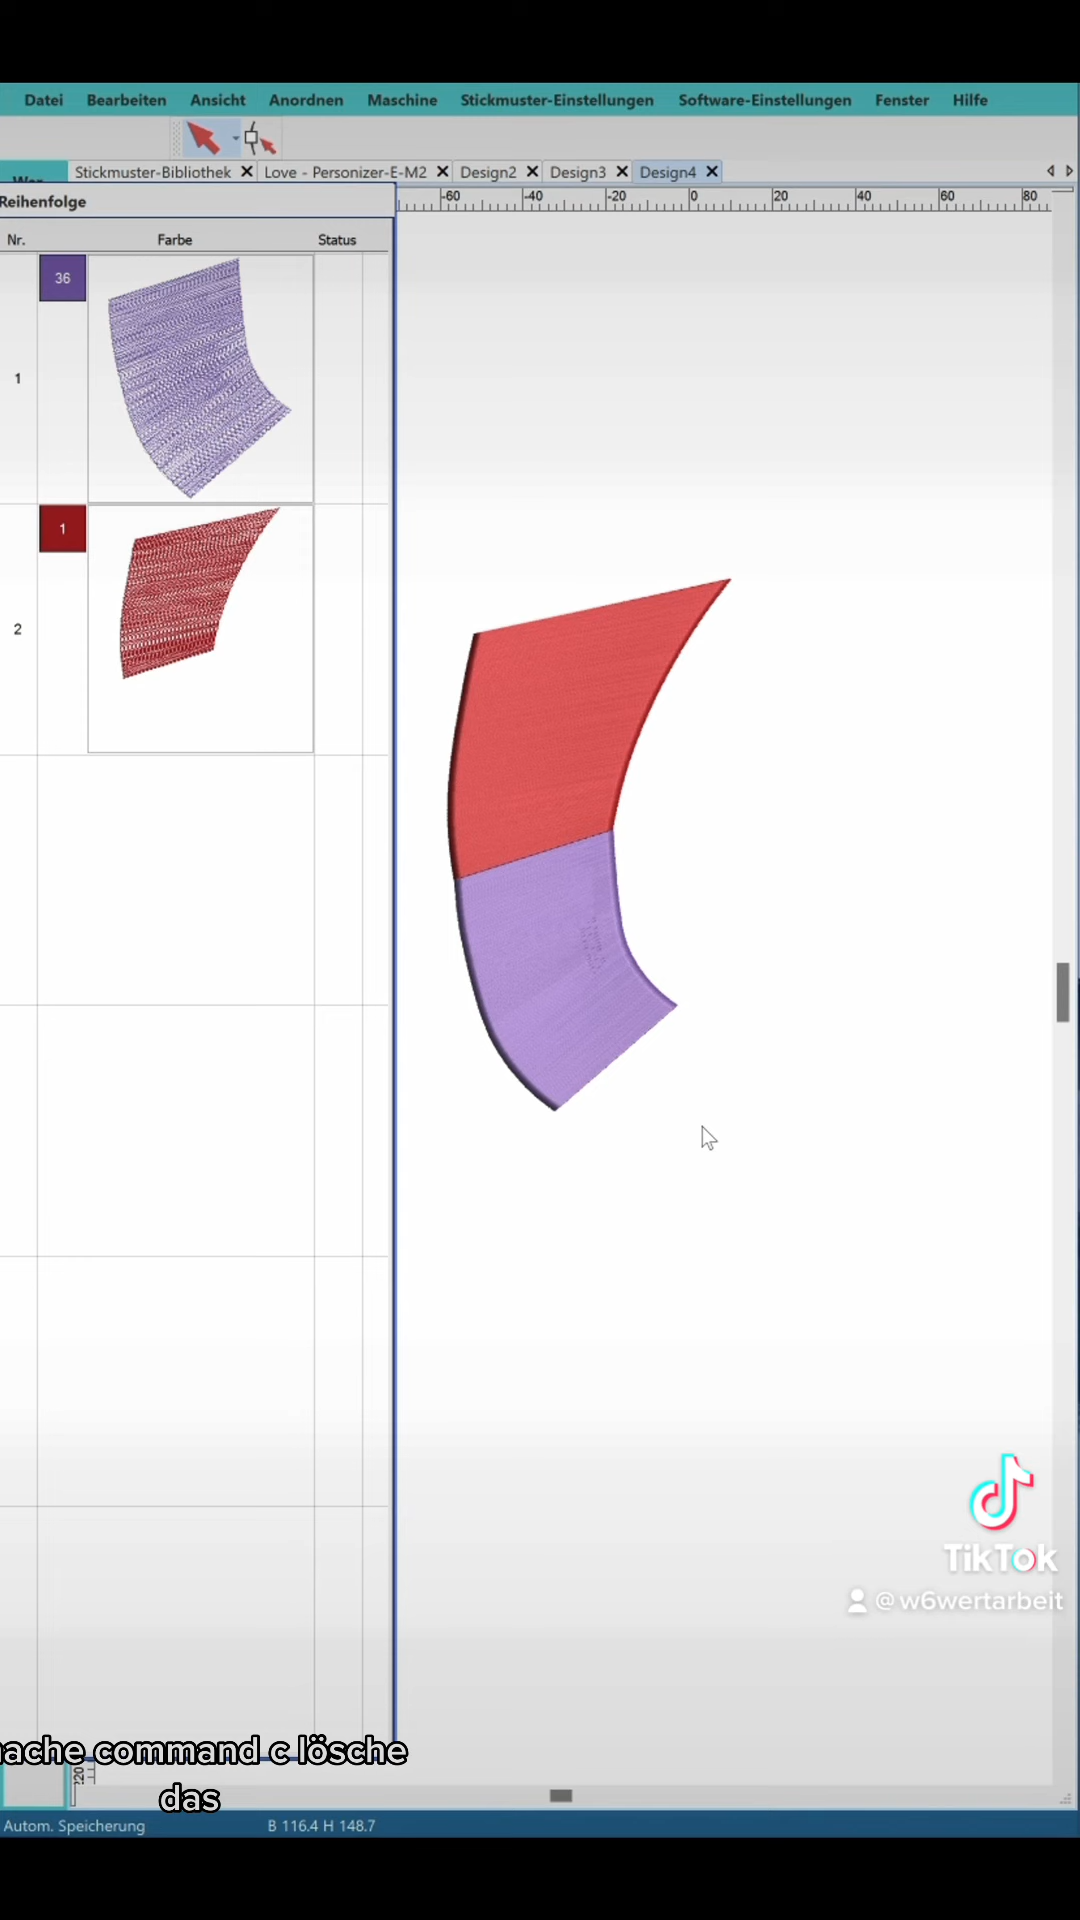 Datei Bearbeiten Ansicht Anordnen Maschine Stickmuster-Einstellungen Software-Einstellungen Fenster Hilfe
Stickmuster-Bibliothek Love - Personizer-E-M2 Design2 Design3 Design4
Reihenfolge
-60 -40 -20 0 20 40 60 80
Nr. Farbe Status
36
1
1
2
TikTok
@w6wertarbeit
ache command c lösche
das
Autom. Speicherung B 116.4 H 148.7